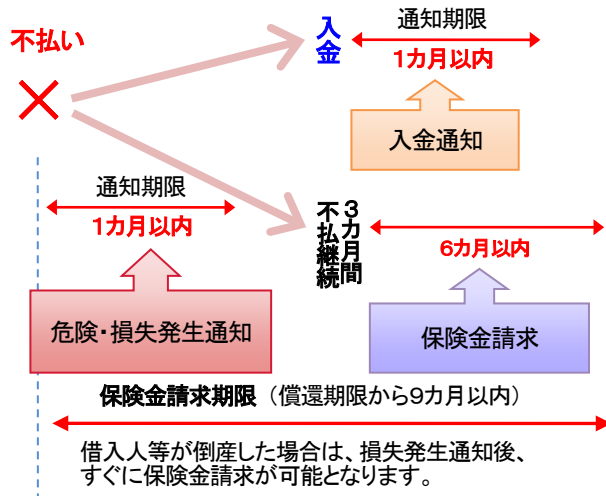 不払い
入金
通知期限
1カ月以内
入金通知
通知期限
1カ月以内
危険・損失発生通知
3カ月間
不払継続
6カ月以内
保険金請求
保険金請求期限（償還期限から9カ月以内）
借入人等が倒産した場合は、損失発生通知後、
すぐに保険金請求が可能となります。